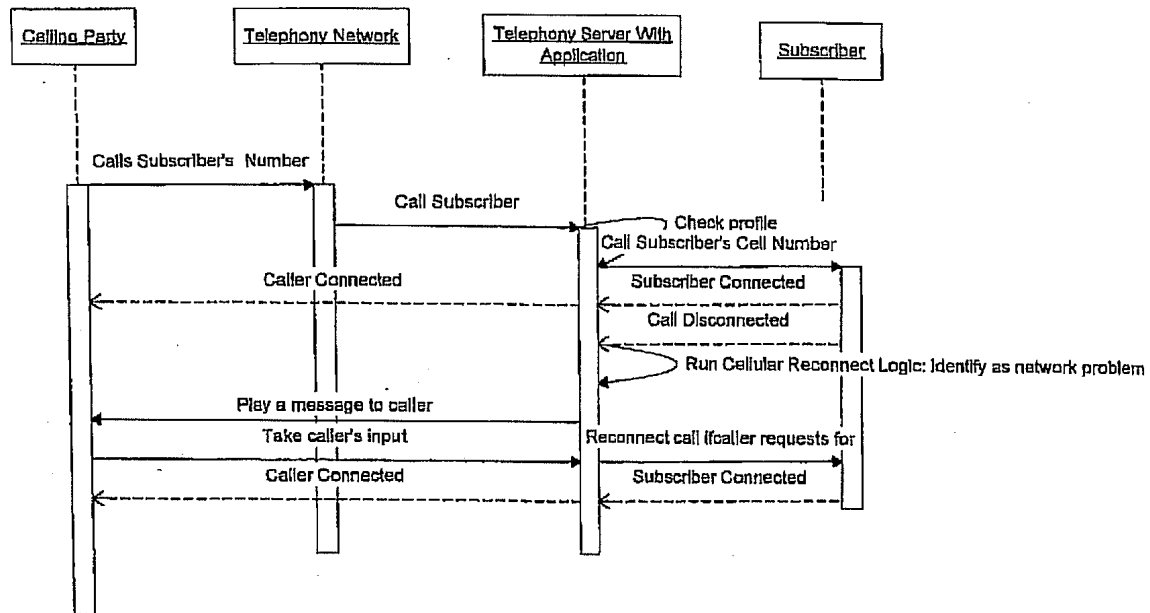 Calling Party
Telephony Network
Telephony Server With
Application
Subscriber
Calls Subscriber's Number
Call Subscriber
Check profile
Call Subscriber's Cell Number
Caller Connected
Subscriber Connected
Call Disconnected
Run Cellular Reconnect Logic: Identify as network problem
Play a message to caller
Take caller's input
Reconnect call ifcaller requests for
Caller Connected
Subscriber Connected